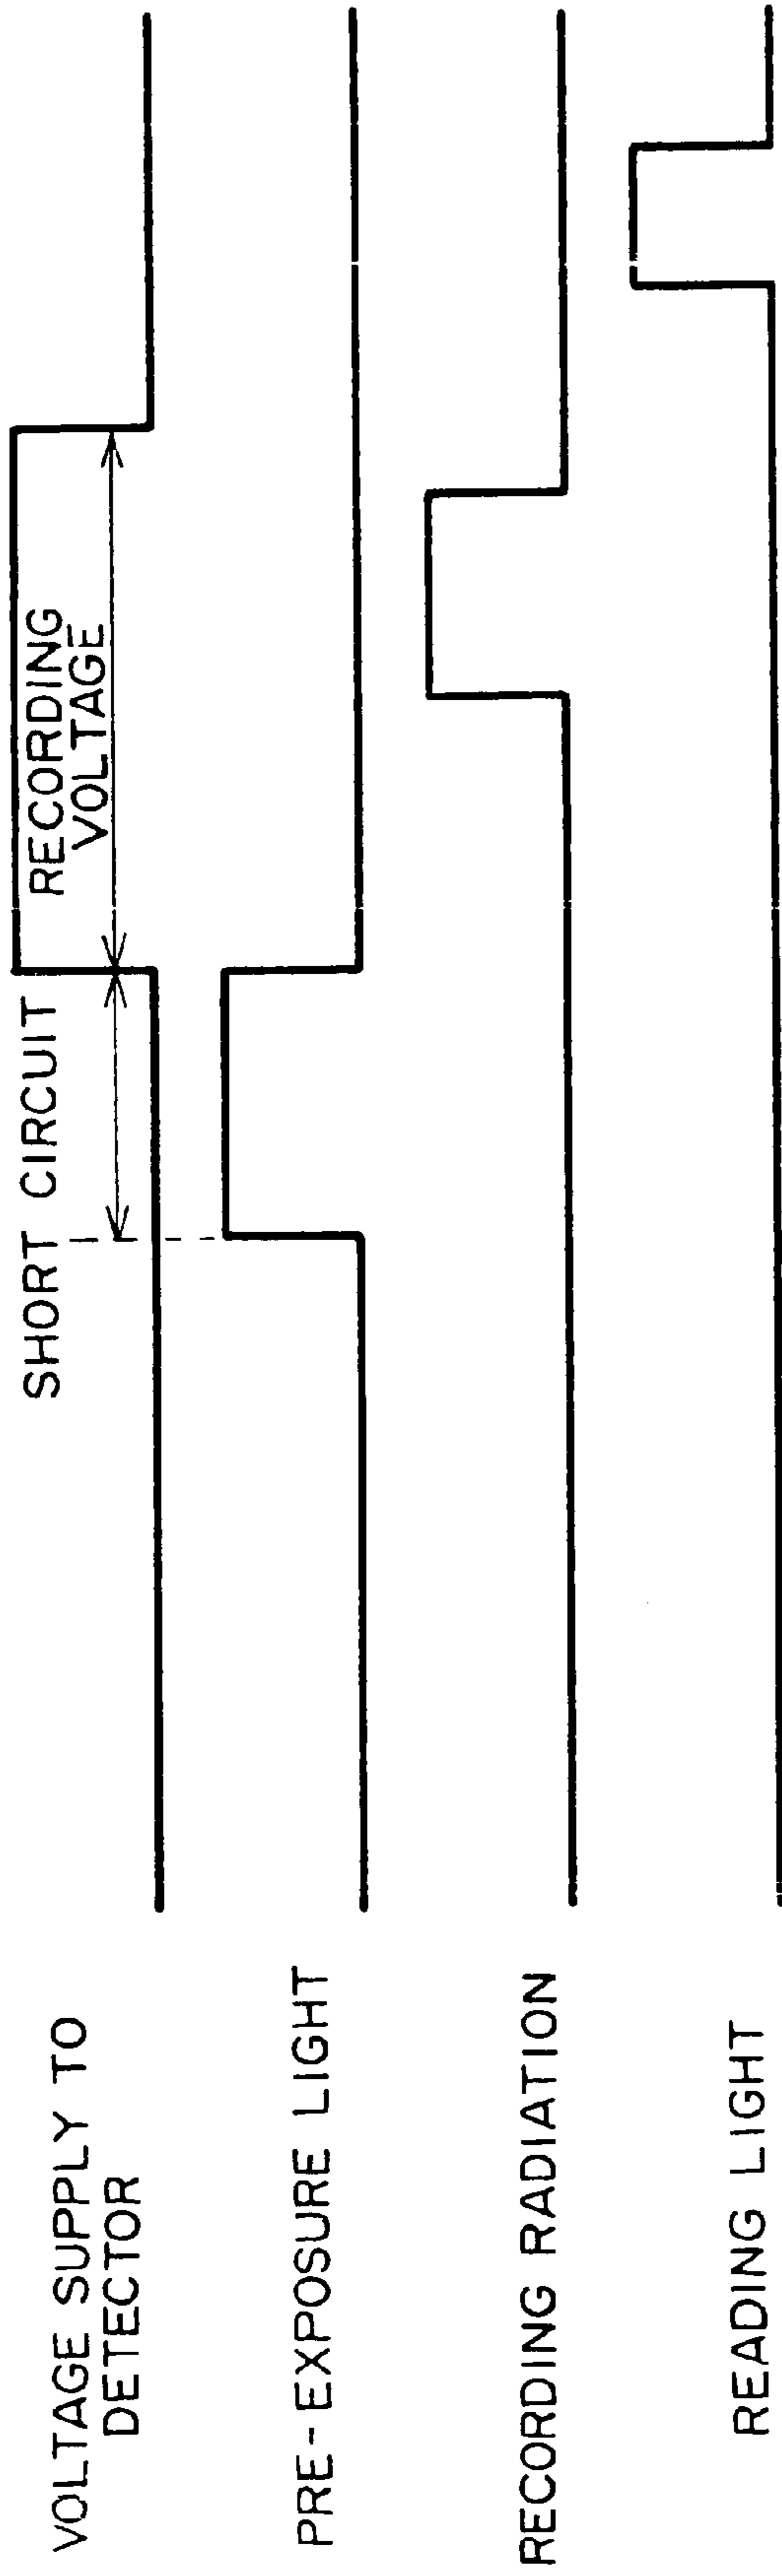 SHORT CIRCUIT
RECORDING
VOLTAGE
VOLTAGE SUPPLY TO
DETECTOR
PRE-EXPOSURE LIGHT
RECORDING RADIATION
READING LIGHT